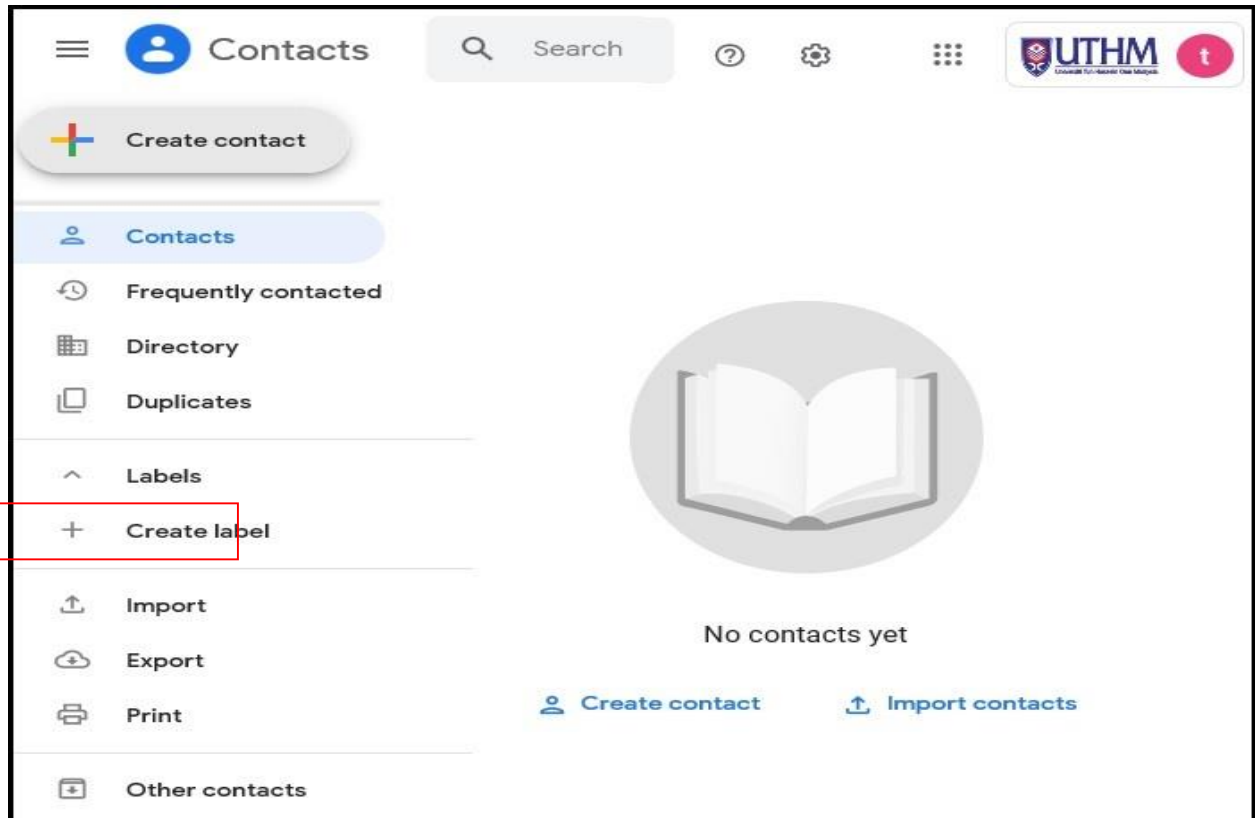 Contacts
Search
UTHM
t
Create contact
Contacts
Frequently contacted
Directory
Duplicates
Labels
Create label
Import
Export
Print
Other contacts
No contacts yet
Create contact
Import contacts